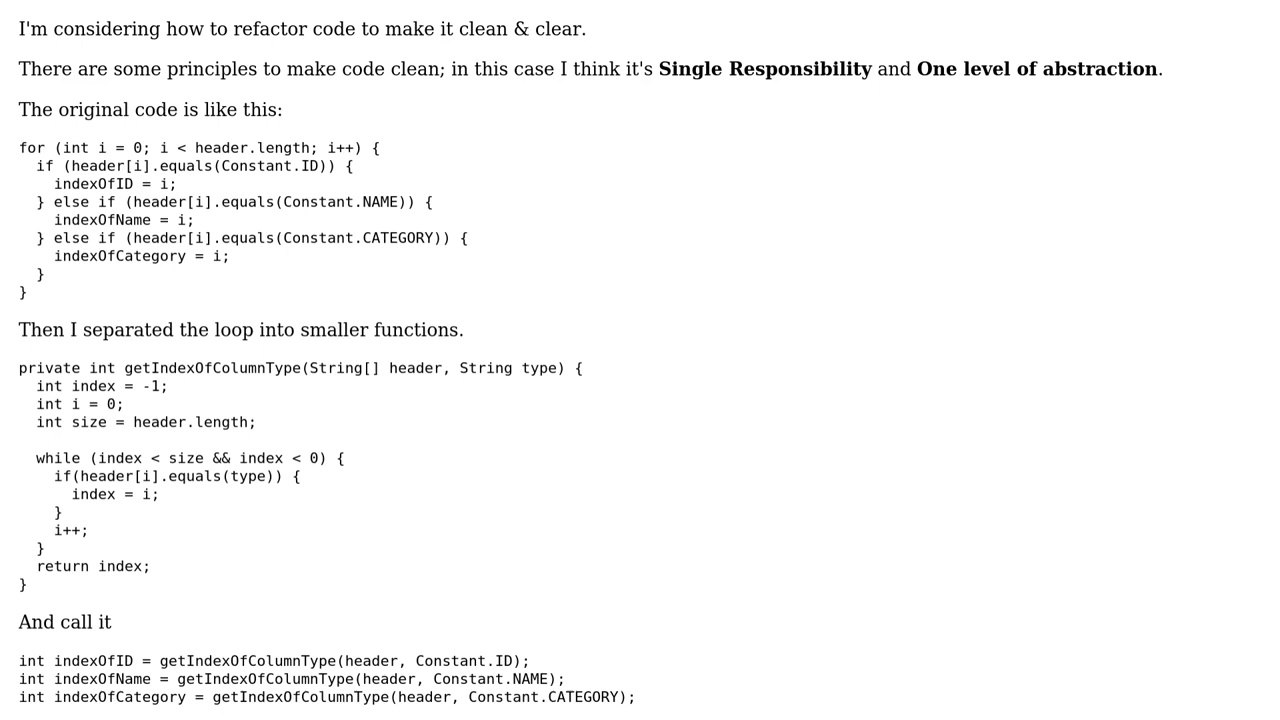 I'm considering how to refactor code to make it clean & clear.
There are some principles to make code clean; in this case I think it's Single Responsibility and One level of abstraction.
The original code is like this:
for (int i = 0; i < header.length; i++) {
  if (header[i].equals(Constant.ID)) {
    indexOfID = i;
  } else if (header[i].equals(Constant.NAME)) {
    indexOfName = i;
  } else if (header[i].equals(Constant.CATEGORY)) {
    indexOfCategory = i;
  }
}
Then I separated the loop into smaller functions.
private int getIndexOfColumnType(String[] header, String type) {
  int index = -1;
  int i = 0;
  int size = header.length;

  while (index < size && index < 0) {
    if(header[i].equals(type)) {
      index = i;
    }
    i++;
  }
  return index;
}
And call it
int indexOfID = getIndexOfColumnType(header, Constant.ID);
int indexOfName = getIndexOfColumnType(header, Constant.NAME);
int indexOfCategory = getIndexOfColumnType(header, Constant.CATEGORY);